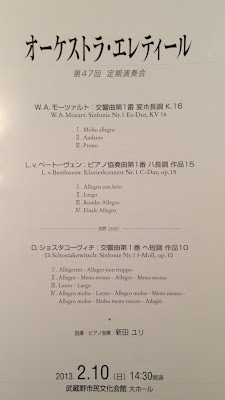 オーケストラ・エレティール
第47回 定期演奏会
W.A.モーツァルト：交響曲第1番 変ホ長調 K.16
W.A.Mozart: Sinfonie Nr.1 Es-Dur, KV 16
I. Molto allegro
II. Andante
III. Presto
L.v.ベートーヴェン：ピアノ協奏曲第1番 ハ長調 作品15
L.v.Beethoven: Klavierkonzert Nr.1 C-Dur, op.15
I. Allegro con brio
II. Largo
III. Rondo: Allegro
IV. Finale Allegro
D.ショスタコーヴィチ：交響曲第1番 ヘ短調 作品10
D.Schostakowitsch: Sinfonie Nr.1 f-Moll, op.10
I. Allegretto - Allegro non troppo
II. Allegro - Meno mosso - Allegro - Meno mosso
III. Lento - Largo
IV. Allegro molto - Lento - Allegro molto - Meno mosso -
Allegro molto - Molto meno mosso - Adagio
指揮・ピアノ独奏：新田 ユリ
2013. 2.10（日）14:30開演
武蔵野市民文化会館 大ホール